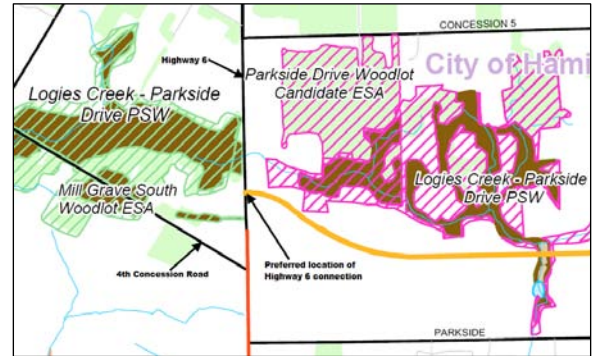 CONCESSION 5
Highway 6
Parkside Drive Woodlot
Candidate ESA
City of Hami
Logies Creek - Parkside
Drive PSW
Mill Grave South
Woodlot ESA
Logies Creek - Parkside
Drive PSW
Preferred location of
Highway 6 connection
4th Concession Road
PARKSIDE